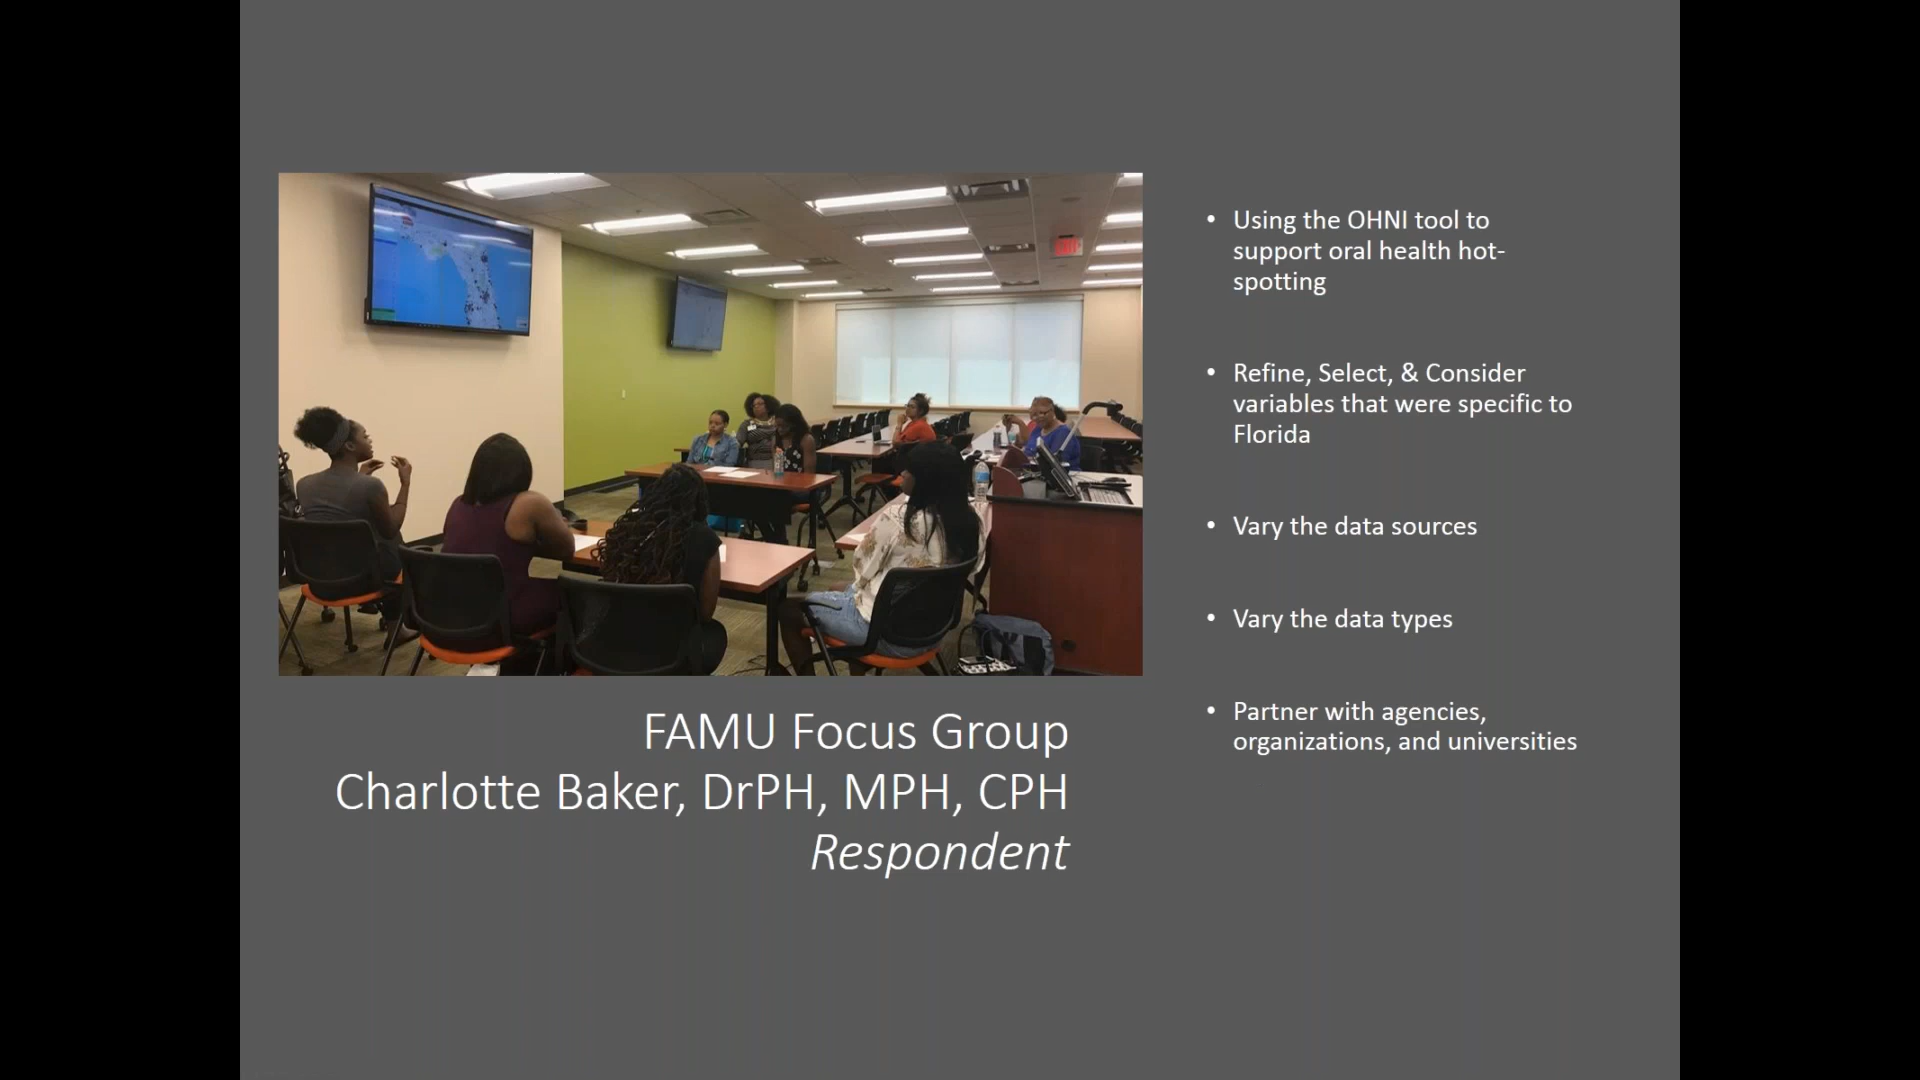 FAMU Focus Group
Charlotte Baker, DrPH, MPH, CPH
Respondent
• Using the OHNI tool to
support oral health hot-
spotting
• Refine, Select, & Consider
variables that were specific to
Florida
• Vary the data sources
• Vary the data types
• Partner with agencies,
organizations, and universities